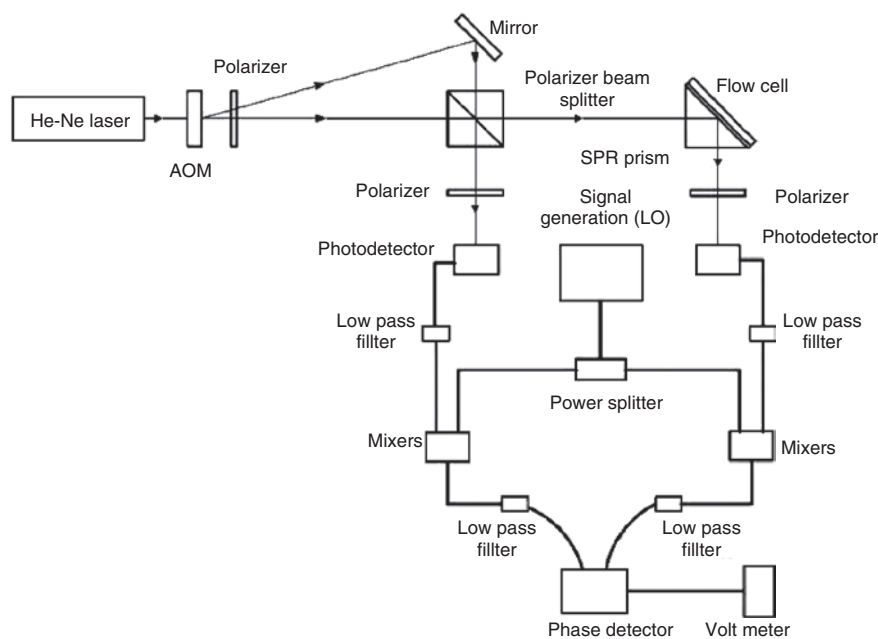 Mirror
Polarizer
Polarizer beam
splitter
Flow cell
He-Ne laser
AOM
SPR prism
Polarizer
Signal
generation (LO)
Polarizer
Photodetector
Photodetector
Low pass
fillter
Low pass
fillter
Power splitter
Mixers
Mixers
Low pass
fillter
Low pass
fillter
Phase detector
Volt meter